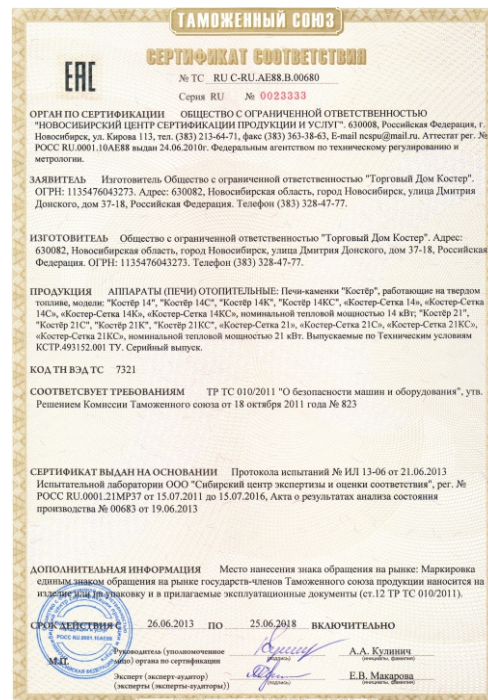 ТАМОЖЕННЫЙ СОЮЗ
СЕРТИФИКАТ СООТВЕТСТВИЯ
EAC
№ ТС RU C-RU.АЕ88.В.00680
Серия RU № 0023333
ОРГАН ПО СЕРТИФИКАЦИИ ОБЩЕСТВО С ОГРАНИЧЕННОЙ ОТВЕТСТВЕННОСТЬЮ
"НОВОСИБИРСКИЙ ЦЕНТР СЕРТИФИКАЦИИ ПРОДУКЦИИ И УСЛУГ". 630008, Российская Федерация, г.
Новосибирск, ул. Кирова 113, тел. (383) 213-64-71, факс (383) 363-38-63, E-mail ncspu@mail.ru. Аттестат рег. №
РОСС RU.0001.10АЕ88 выдан 24.06.2010г. Федеральным агентством по техническому регулированию и
метрологии.
ЗАЯВИТЕЛЬ Изготовитель Общество с ограниченной ответственностью "Торговый Дом Костер".
ОГРН: 1135476043273. Адрес: 630082, Новосибирская область, город Новосибирск, улица Дмитрия
Донского, дом 37-18, Российская Федерация. Телефон (383) 328-47-77.
ИЗГОТОВИТЕЛЬ Общество с ограниченной ответственностью "Торговый Дом Костер". Адрес:
630082, Новосибирская область, город Новосибирск, улица Дмитрия Донского, дом 37-18, Российская
Федерация. ОГРН: 1135476043273. Телефон (383) 328-47-77.
ПРОДУКЦИЯ АППАРАТЫ (ПЕЧИ) ОТОПИТЕЛЬНЫЕ: Печи-каменки "Костёр", работающие на твердом
топливе, модели: "Костёр 14", "Костёр 14С", "Костёр 14К", "Костёр 14КС", «Костер-Сетка 14», «Костер-Сетка
14С», «Костер-Сетка 14К», «Костер-Сетка 14КС», номинальной тепловой мощностью 14 кВт; "Костёр 21",
"Костёр 21С", "Костёр 21К", "Костёр 21КС", «Костер-Сетка 21», «Костер-Сетка 21С», «Костер-Сетка 21КС»,
«Костер-Сетка 21КС», номинальной тепловой мощностью 21 кВт. Выпускаемые по Техническим условиям
КСТР.493152.001 ТУ. Серийный выпуск.
КОД ТН ВЭД ТС 7321
СООТВЕТСВУЕТ ТРЕБОВАНИЯМ ТР ТС 010/2011 "О безопасности машин и оборудования", утв.
Решением Комиссии Таможенного союза от 18 октября 2011 года № 823
СЕРТИФИКАТ ВЫДАН НА ОСНОВАНИИ Протокола испытаний № ИЛ 13-06 от 21.06.2013
Испытательной лаборатории ООО "Сибирский центр экспертизы и оценки соответствия", рег. №
РОСС RU.0001.21МР37 от 15.07.2011 до 15.07.2016, Акта о результатах анализа состояния
производства № 00683 от 19.06.2013
ДОПОЛНИТЕЛЬНАЯ ИНФОРМАЦИЯ Место нанесения знака обращения на рынке: Маркировка
единым знаком обращения на рынке государств-членов Таможенного союза продукции наносится на
изделие или на упаковку и в прилагаемые эксплуатационные документы (ст.12 ТР ТС 010/2011).
СРОК ДЕЙСТВИЯ С 26.06.2013 ПО 25.06.2018 ВКЛЮЧИТЕЛЬНО
РОСС RU.0001.10АЕ88
М.П.
Руководитель (уполномоченное
лицо) органа по сертификации
(подпись)
А.А. Кулинич
(инициалы, фамилия)
Эксперт (эксперт-аудитор)
(эксперты (эксперты-аудиторы))
(подпись)
Е.В. Макарова
(инициалы, фамилия)